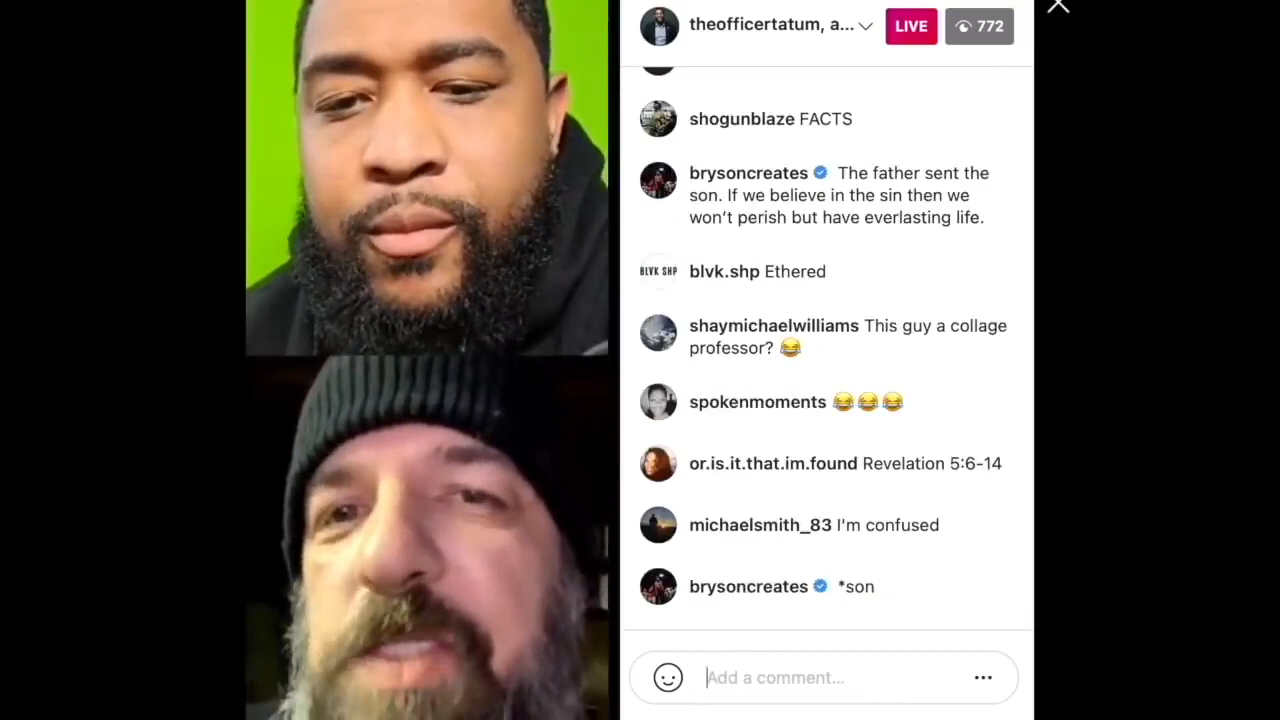 theofficertatum, a...
LIVE
772
shogunblaze FACTS
brysoncreates The father sent the
son. If we believe in the sin then we
won’t perish but have everlasting life.
BLVK SHP
blvk.shp Ethered
shaymichaelwilliams This guy a collage
professor? 😂
spokenmoments 😂😂😂
or.is.it.that.im.found Revelation 5:6-14
michaelsmith_83 I'm confused
brysoncreates *son
Add a comment...